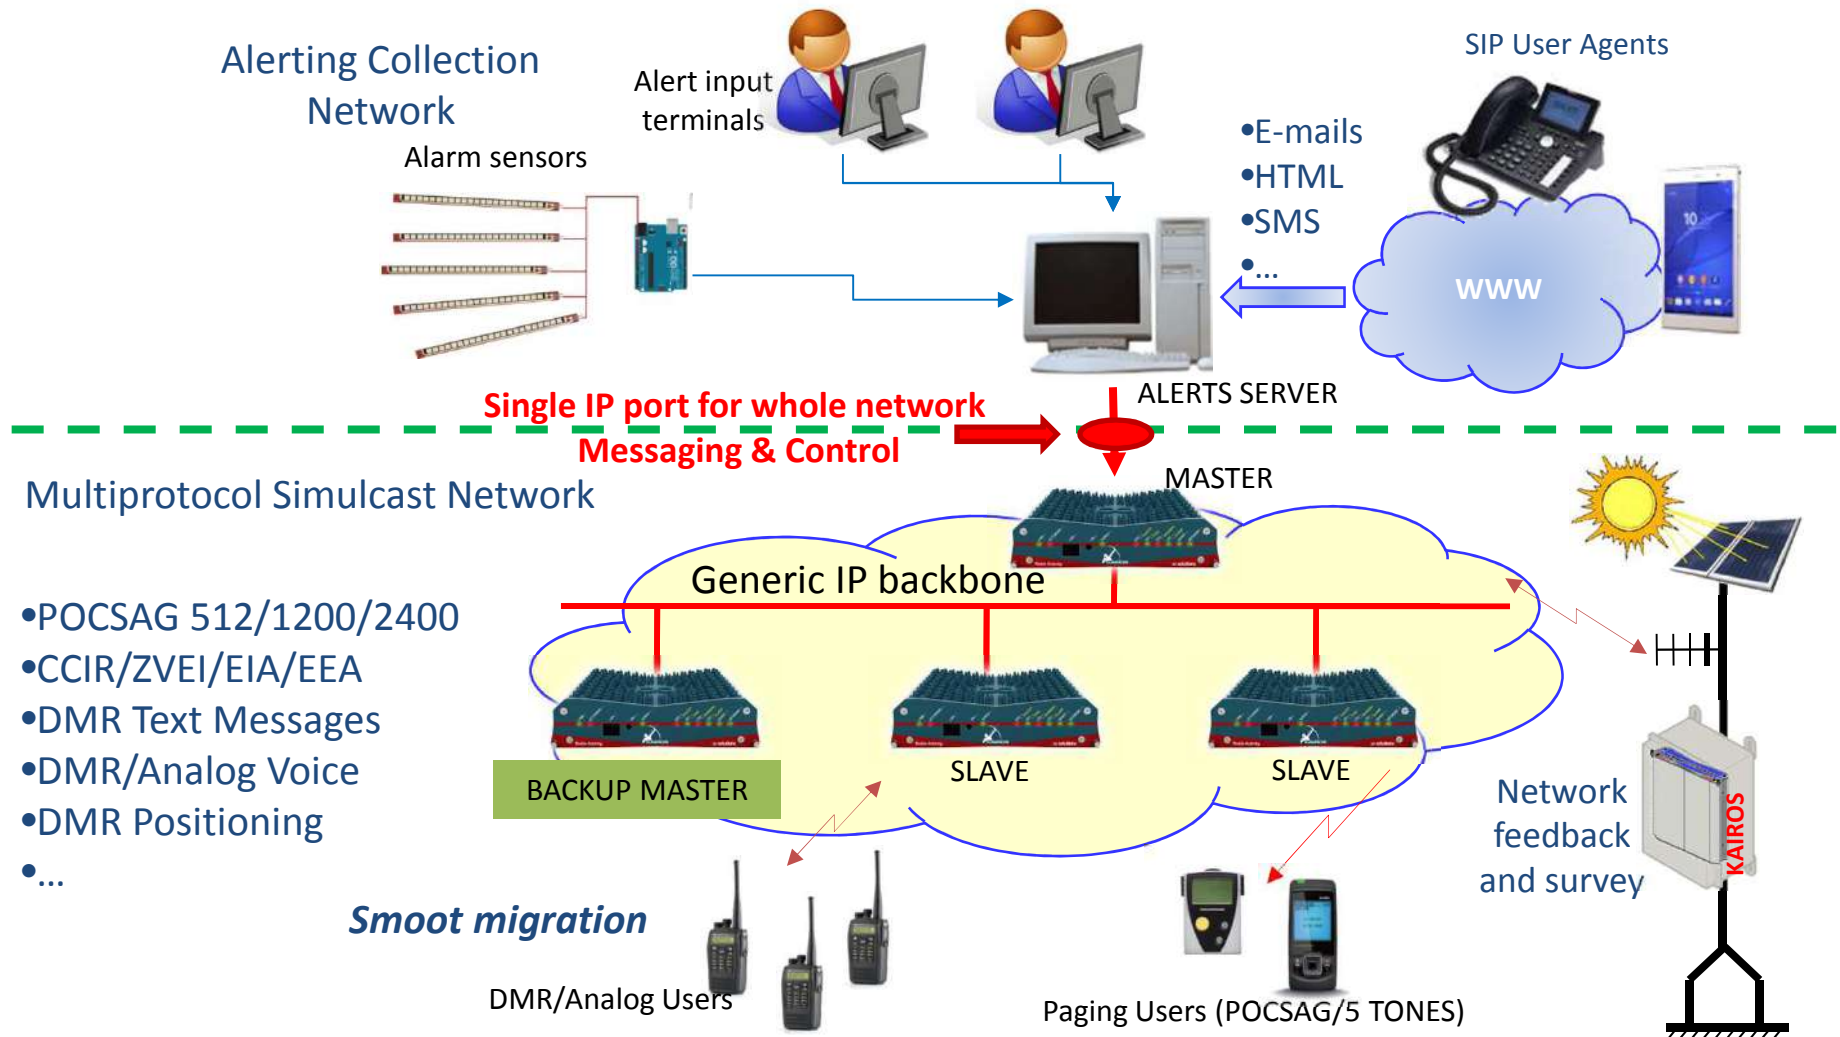 Alerting Collection
Network
Alert input
terminals
Alarm sensors
SIP User Agents
•E-mails
•HTML
•SMS
•...
WWW
ALERTS SERVER
Single IP port for whole network
Messaging & Control
Multiprotocol Simulcast Network
MASTER
Generic IP backbone
•POCSAG 512/1200/2400
•CCIR/ZVEI/EIA/EEA
•DMR Text Messages
•DMR/Analog Voice
•DMR Positioning
•...
BACKUP MASTER
SLAVE
SLAVE
Network
feedback
and survey
KAIROS
Smoot migration
DMR/Analog Users
Paging Users (POCSAG/5 TONES)